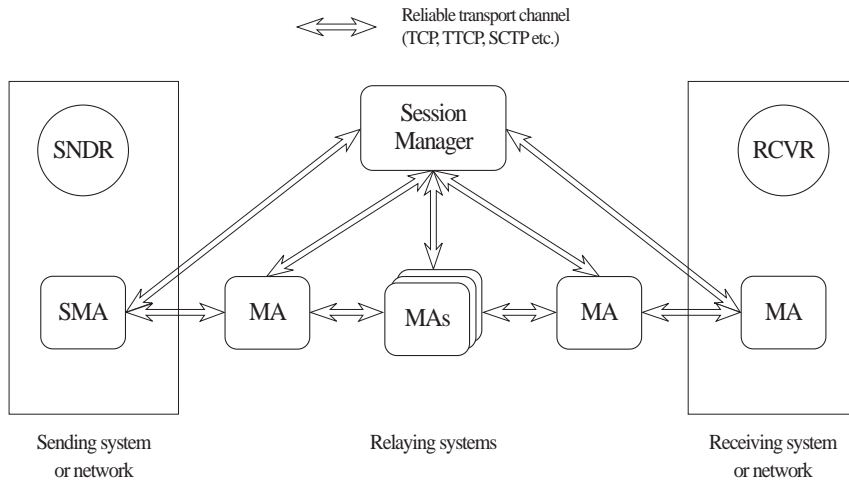 Reliable transport channel
(TCP, TTCP, SCTP etc.)
Session
Manager
SNDR
RCVR
SMA
MA
MAs
MA
MA
Sending system
or network
Relaying systems
Receiving system
or network